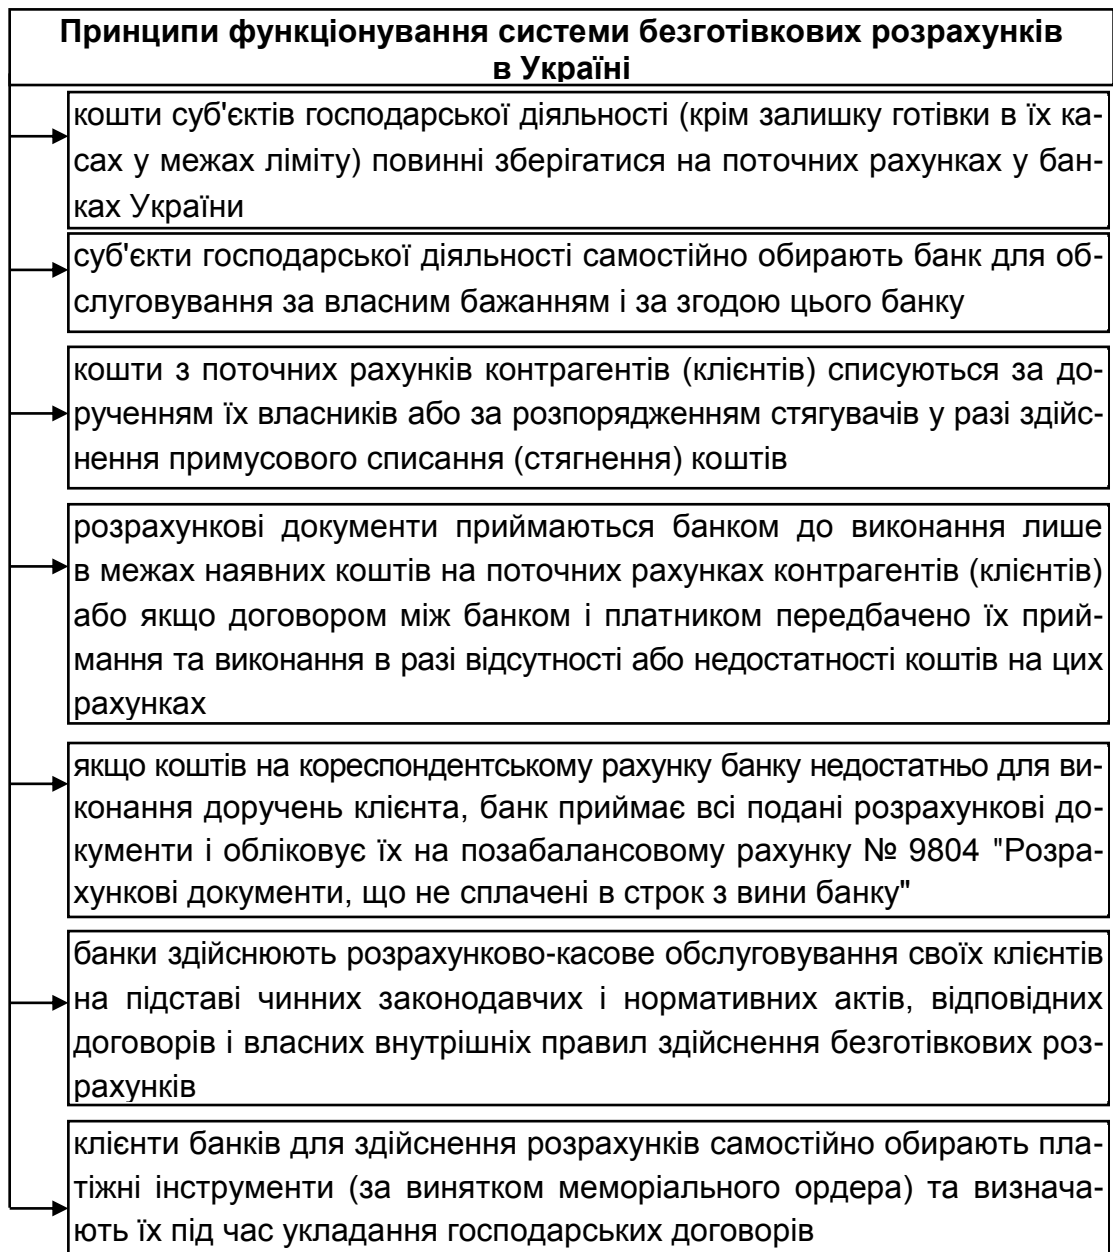 Принципи функціонування системи безготівкових розрахунків
в Україні
кошти суб'єктів господарської діяльності (крім залишку готівки в їх ка-
сах у межах ліміту) повинні зберігатися на поточних рахунках у бан-
ках України
суб'єкти господарської діяльності самостійно обирають банк для об-
слуговування за власним бажанням і за згодою цього банку
кошти з поточних рахунків контрагентів (клієнтів) списуються за до-
рученням їх власників або за розпорядженням стягувачів у разі здійс-
нення примусового списання (стягнення) коштів
розрахункові документи приймаються банком до виконання лише
в межах наявних коштів на поточних рахунках контрагентів (клієнтів)
або якщо договором між банком і платником передбачено їх прий-
мання та виконання в разі відсутності або недостатності коштів на цих
рахунках
якщо коштів на кореспондентському рахунку банку недостатньо для ви-
конання доручень клієнта, банк приймає всі подані розрахункові до-
кументи і обліковує їх на позабалансовому рахунку № 9804 "Розра-
хункові документи, що не сплачені в строк з вини банку"
банки здійснюють розрахунково-касове обслуговування своїх клієнтів
на підставі чинних законодавчих і нормативних актів, відповідних
договорів і власних внутрішніх правил здійснення безготівкових роз-
рахунків
клієнти банків для здійснення розрахунків самостійно обирають пла-
тіжні інструменти (за винятком меморіального ордера) та визнача-
ють їх під час укладання господарських договорів